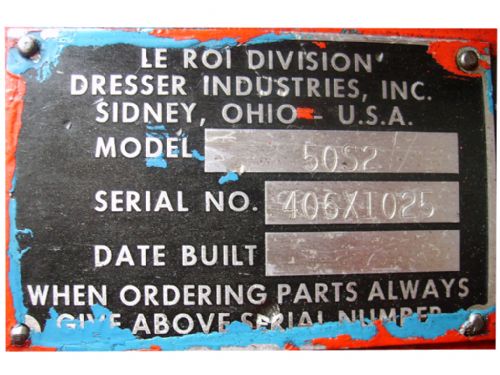 LE ROI DIVISION
DRESSER INDUSTRIES, INC.
SIDNEY, OHIO - U.S.A.
MODEL 50S2
SERIAL NO. 406X1025
DATE BUILT
WHEN ORDERING PARTS ALWAYS
GIVE ABOVE SERIAL NUMBER